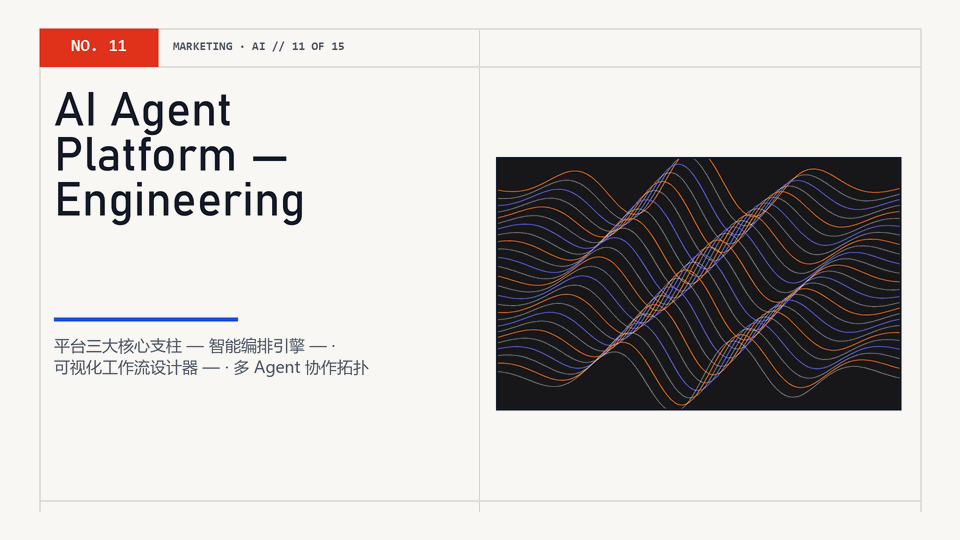 NO. 11
MARKETING · AI // 11 OF 15
AI Agent
Platform —
Engineering
平台三大核心支柱 — 智能编排引擎 — ·
可视化工作流设计器 — · 多 Agent 协作拓扑